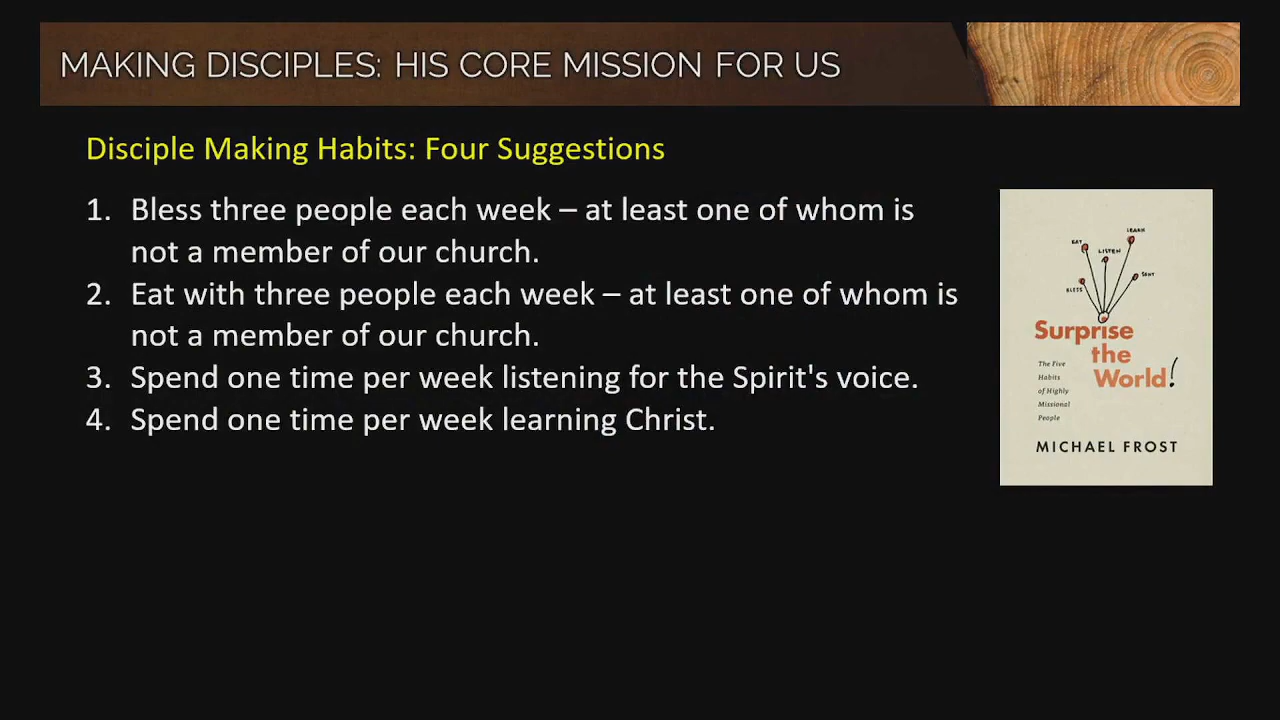 MAKING DISCIPLES: HIS CORE MISSION FOR US
Disciple Making Habits: Four Suggestions
1. Bless three people each week – at least one of whom is
not a member of our church.
2. Eat with three people each week – at least one of whom is
not a member of our church.
3. Spend one time per week listening for the Spirit's voice.
4. Spend one time per week learning Christ.
LEARN
EAT
LISTEN
SENT
BLESS
Surprise
the
World!
The Five
Habits
of Highly
Missional
People
MICHAEL FROST